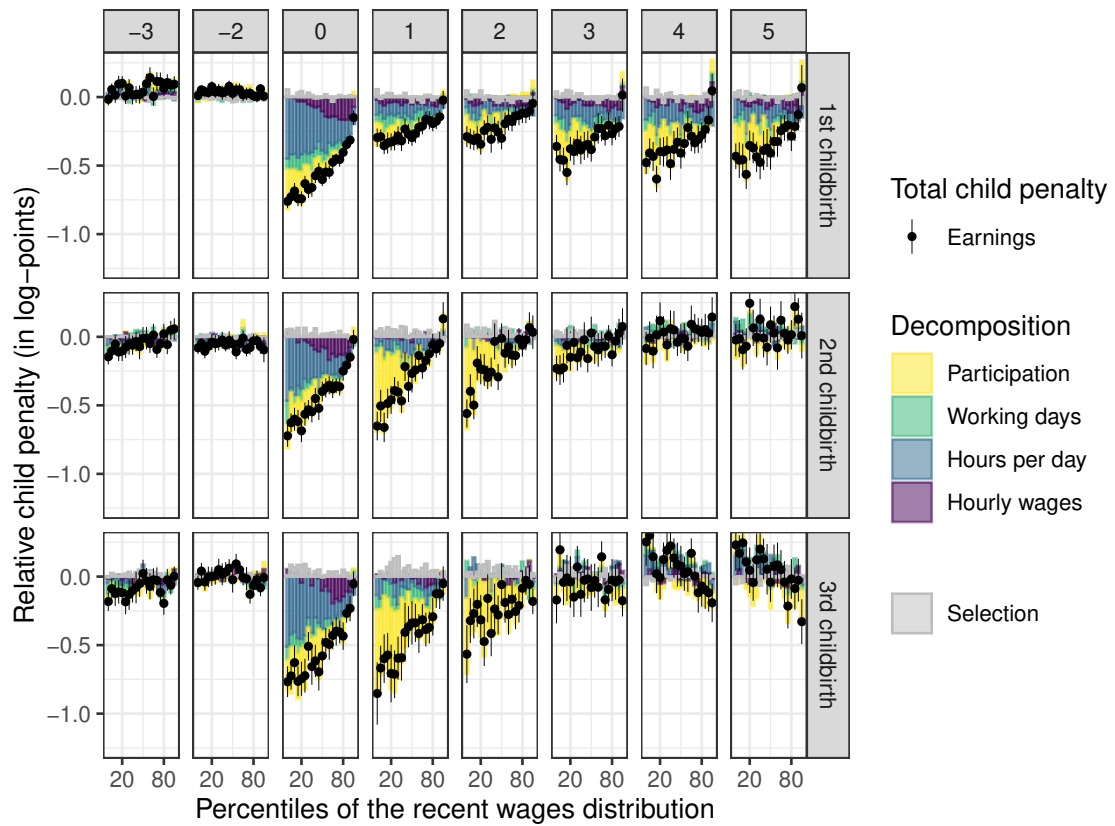 −3 −2 0 1 2 3 4 5
0.0
−0.5
−1.0
1st childbirth
0.0
−0.5
−1.0
2nd childbirth
0.0
−0.5
−1.0
3rd childbirth
Relative child penalty (in log−points)
20 80 20 80 20 80 20 80 20 80 20 80 20 80 20 80
Percentiles of the recent wages distribution
Total child penalty
Earnings
Decomposition
Participation
Working days
Hours per day
Hourly wages
Selection